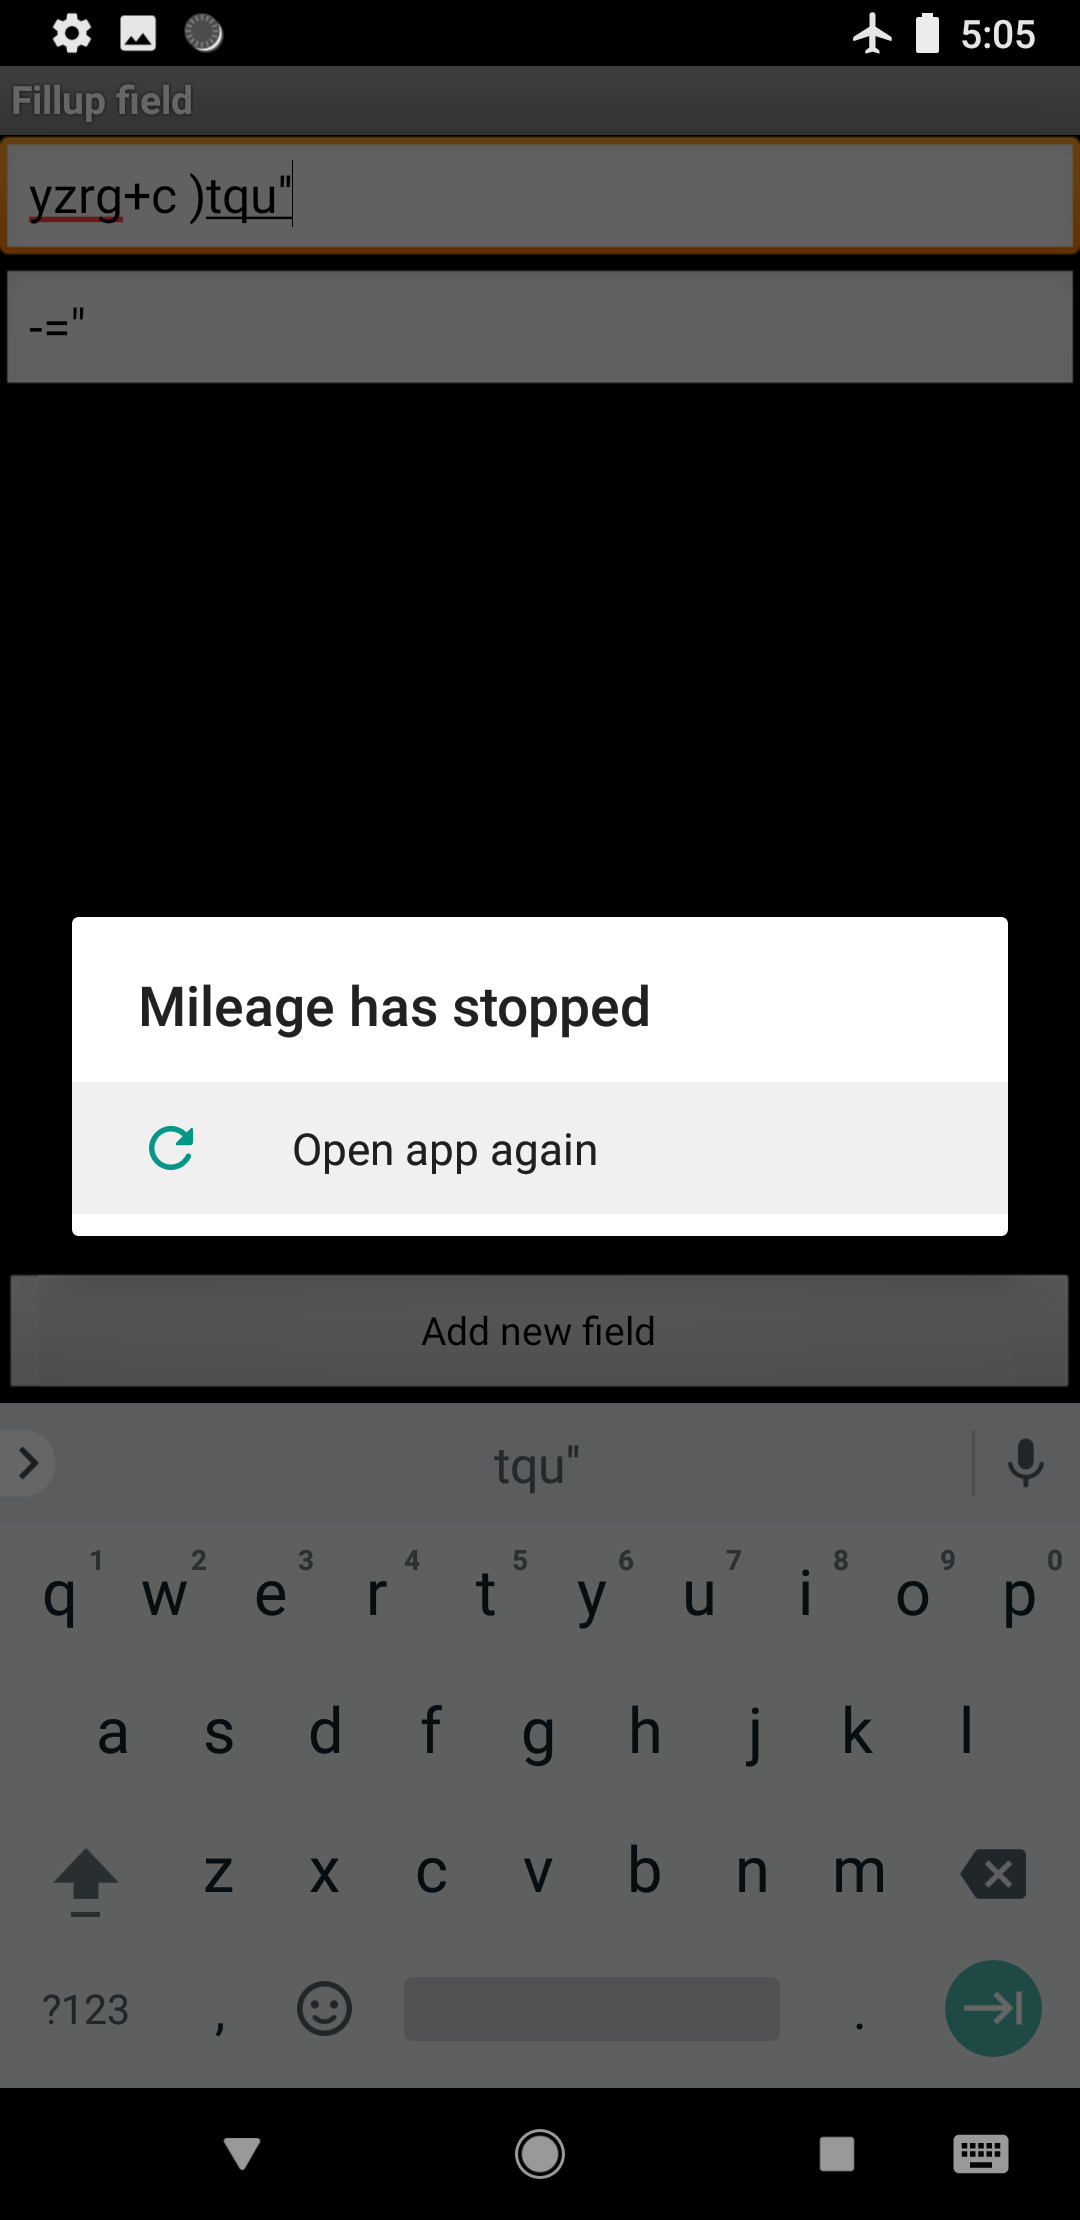 5:05
Fillup field
yzrg+c )tqu"
-="
Mileage has stopped
Open app again
Add new field
tqu"
1 2 3 4 5 6 7 8 9 0
q w e r t y u i o p
a s d f g h j k l
z x c v b n m
?123 , .